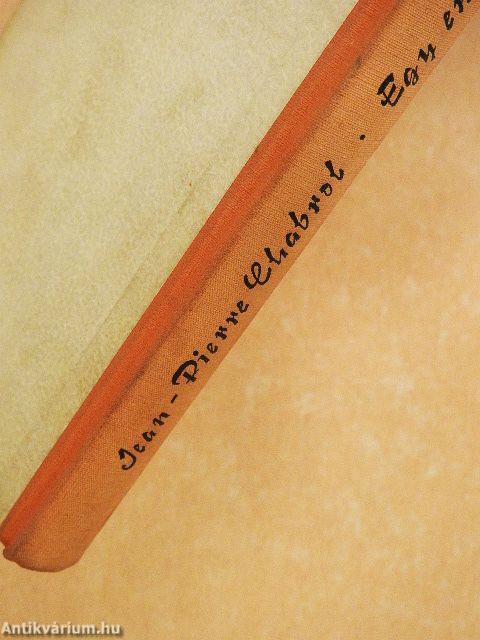 Jean-Pierre Chabrol · Egy
Antikvárium.hu